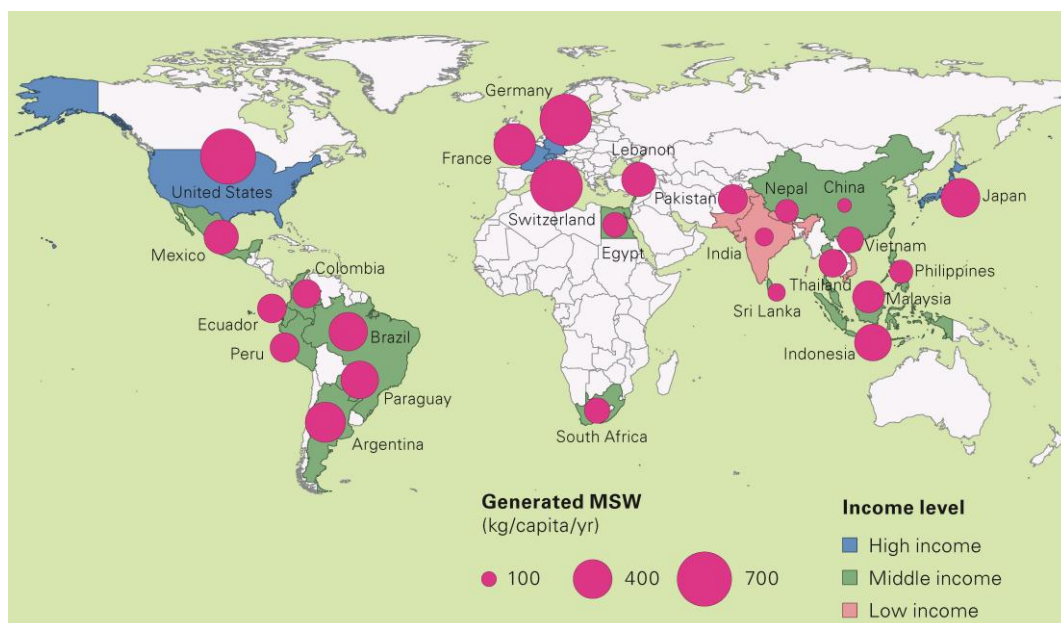 Germany
France
Lebanon
United States
Switzerland
Pakistan
Nepal
China
Japan
Mexico
Egypt
India
Vietnam
Colombia
Thailand
Philippines
Sri Lanka
Malaysia
Ecuador
Brazil
Peru
Indonesia
Paraguay
South Africa
Argentina
Generated MSW
(kg/capita/yr)
100
400
700
Income level
High income
Middle income
Low income